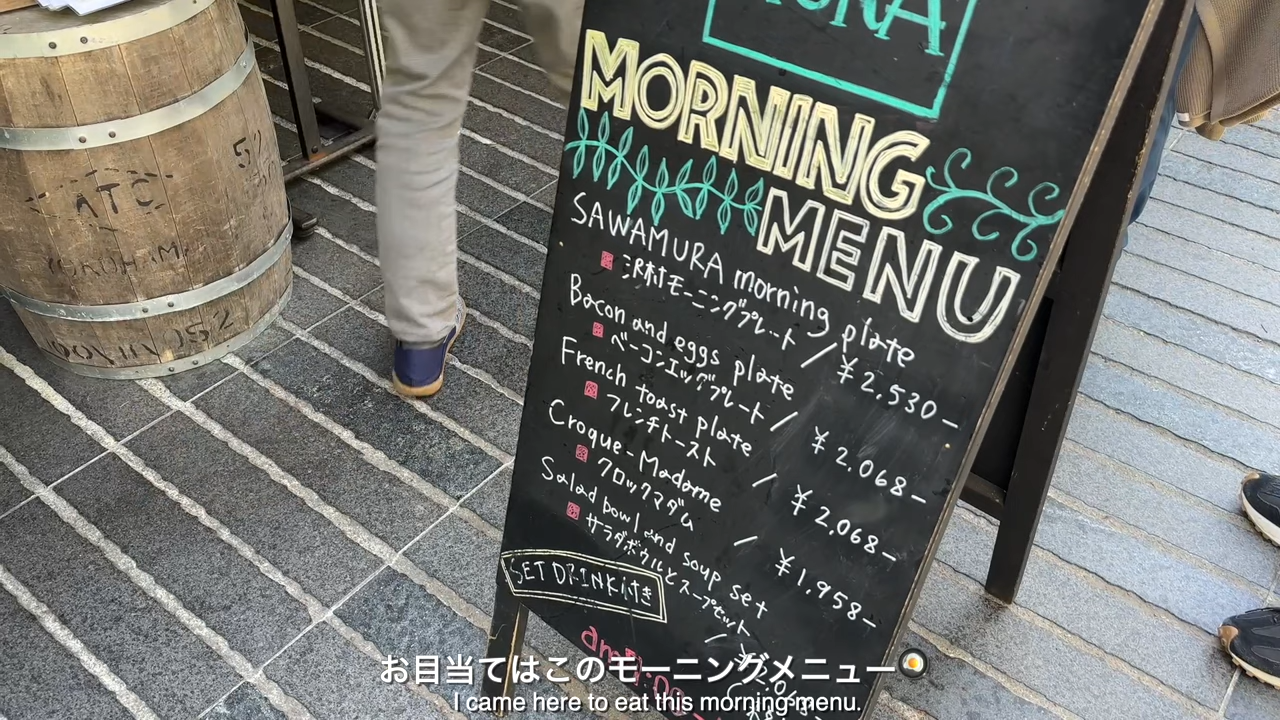 MORNING
MENU
SAWAMURA morning plate
沢村モーニングプレート / ¥2,530-
Bacon and eggs plate
ベーコンエッグプレート / ¥2.068-
French toast plate
フレンチトースト / ¥2,068-
Croque-Madame
クロックマダム / ¥1,958-
Salad bowl and soup set
サラダボウルとスープセット /
SET DRINK付き
ATC
YOKOHAMA
52
052
お目当てはこのモーニングメニュー🍳
I came here to eat this morning menu.